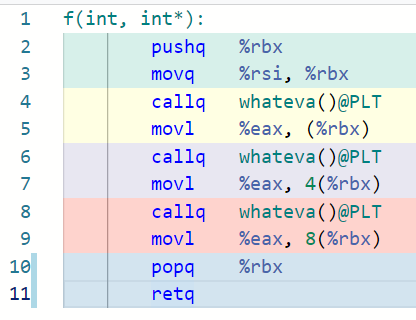 1 f(int, int*):
2 pushq %rbx
3 movq %rsi, %rbx
4 callq whateva()@PLT
5 movl %eax, (%rbx)
6 callq whateva()@PLT
7 movl %eax, 4(%rbx)
8 callq whateva()@PLT
9 movl %eax, 8(%rbx)
10 popq %rbx
11 retq